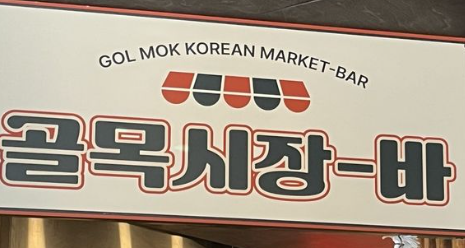 GOL MOK KOREAN MARKET-BAR
골목시장-바